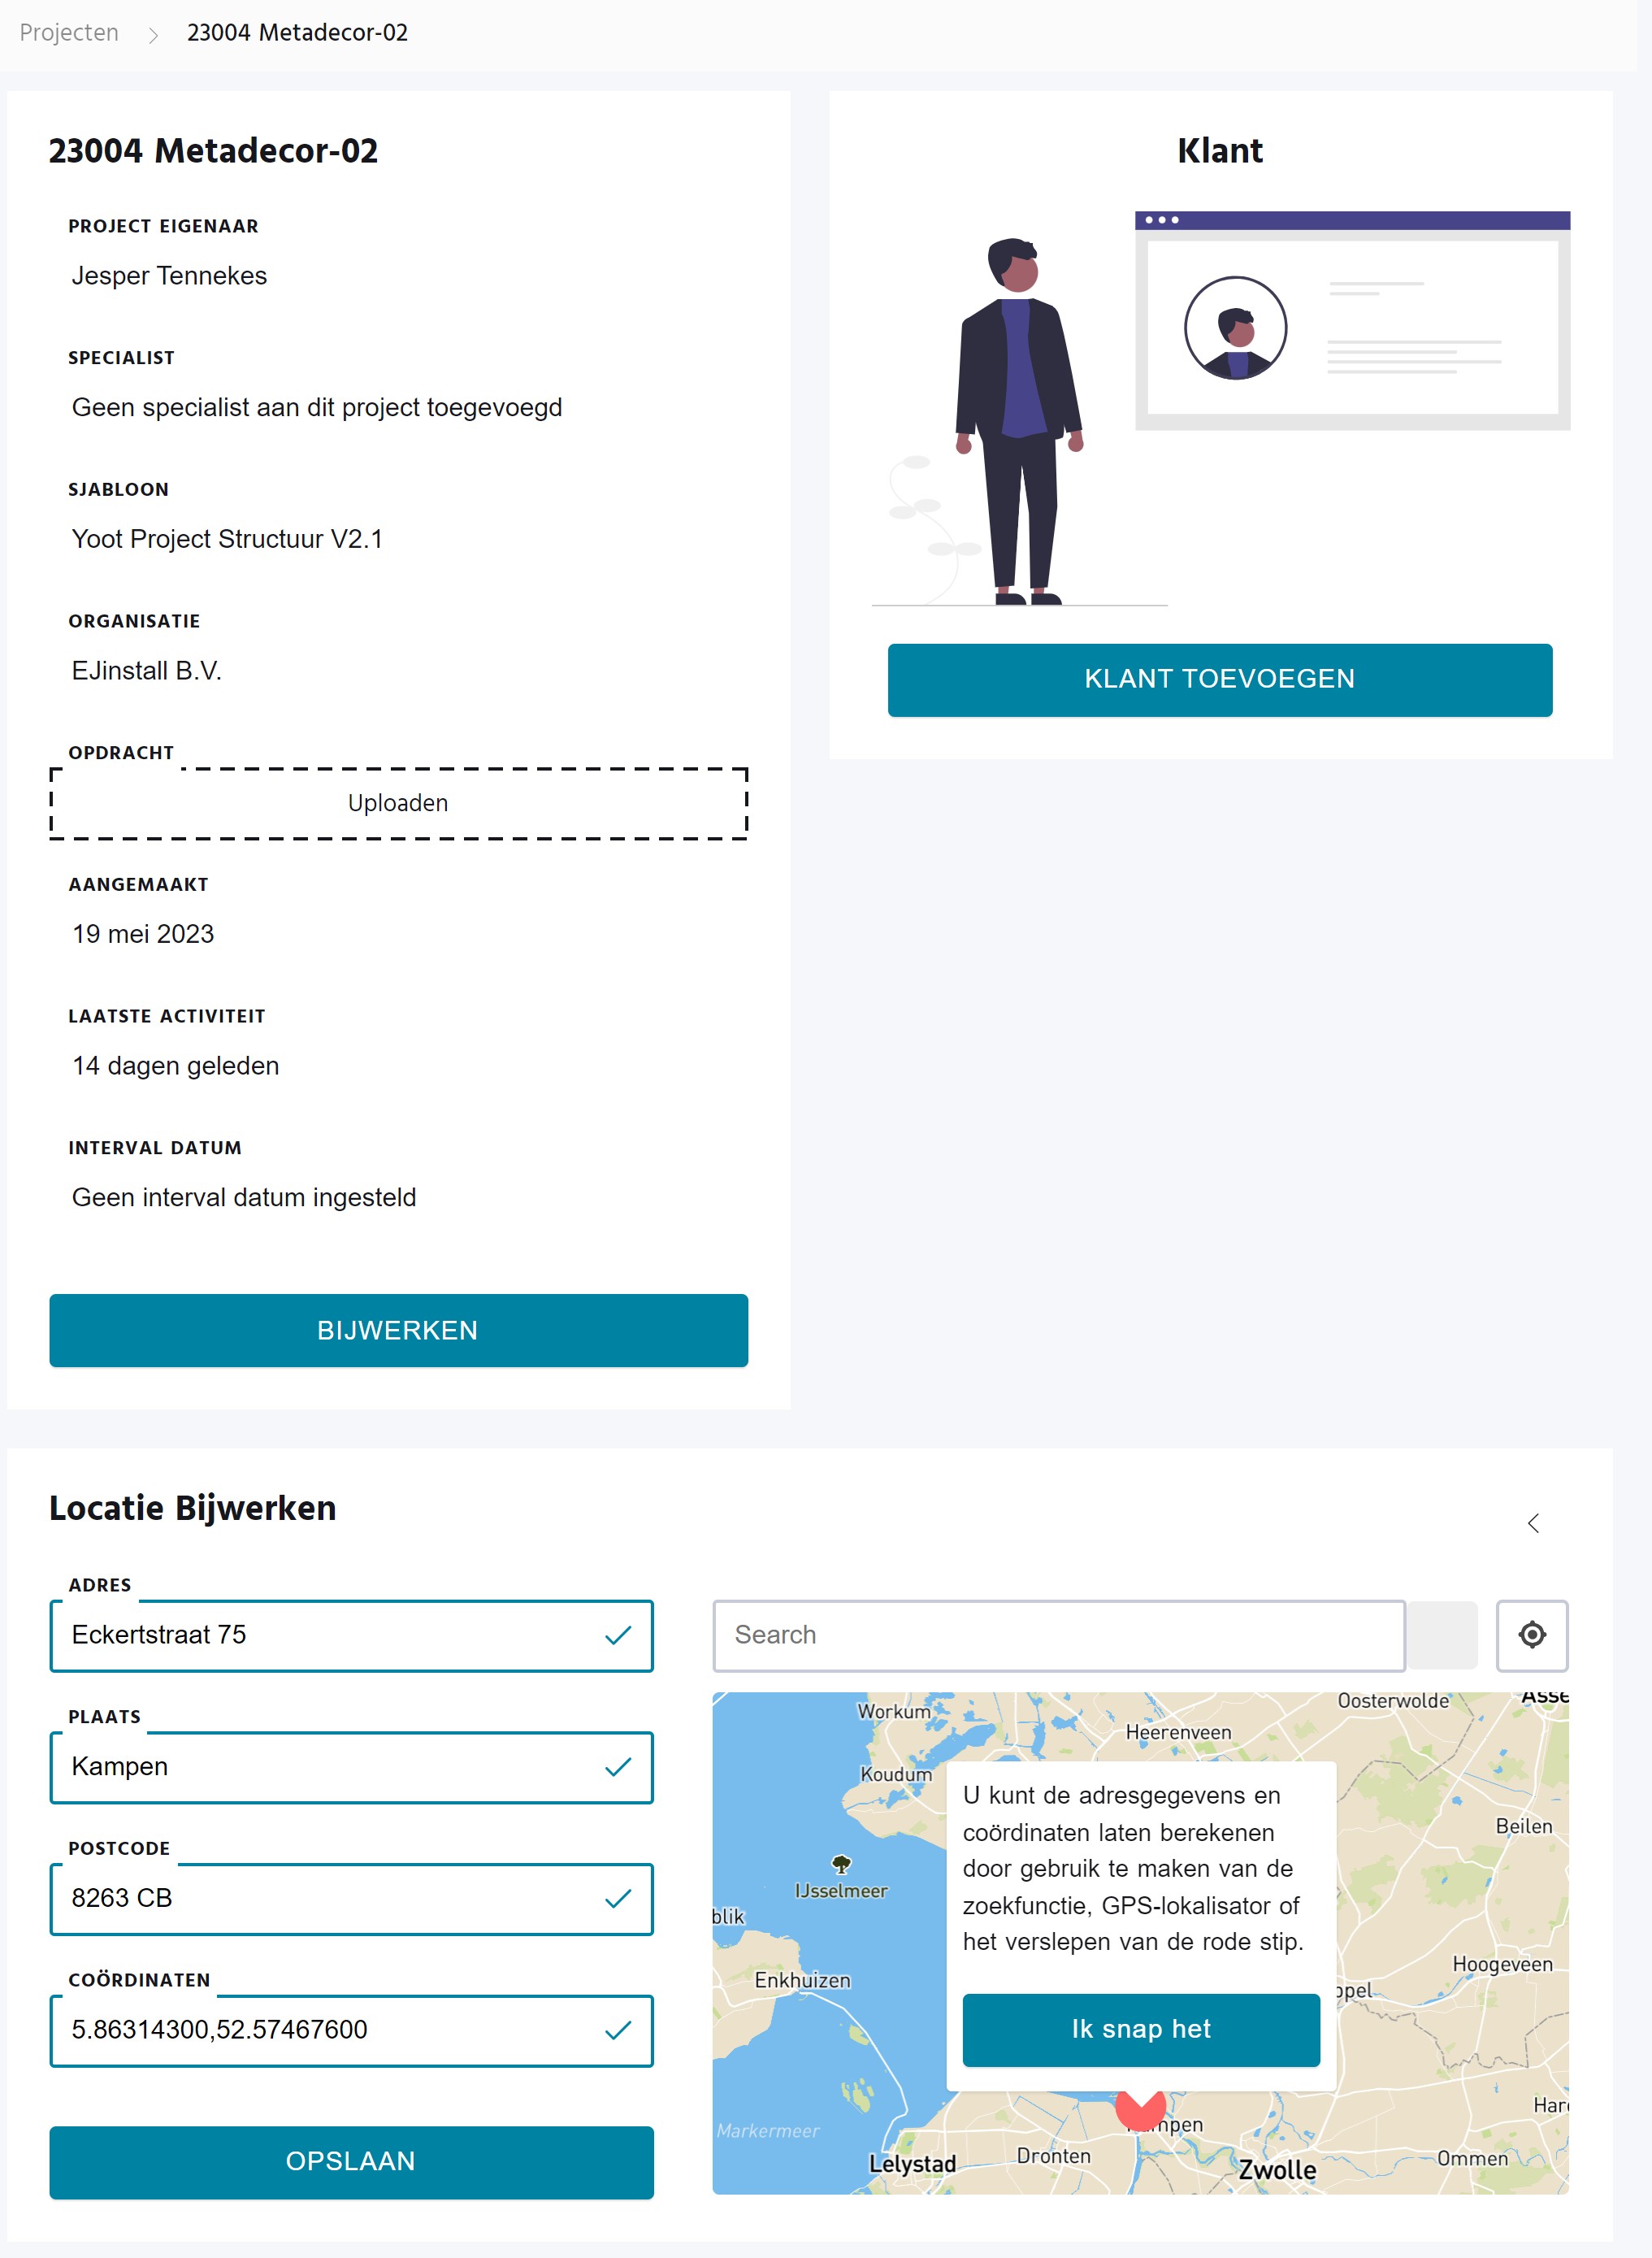 Projecten
23004 Metadecor-02
23004 Metadecor-02
PROJECT EIGENAAR
Jesper Tennekes
SPECIALIST
Geen specialist aan dit project toegevoegd
SJABLOON
Yoot Project Structuur V2.1
ORGANISATIE
EJinstall B.V.
OPDRACHT
Uploaden
AANGEMAAKT
19 mei 2023
LAATSTE ACTIVITEIT
14 dagen geleden
INTERVAL DATUM
Geen interval datum ingesteld
BIJWERKEN
Klant
KLANT TOEVOEGEN
Locatie Bijwerken
ADRES
Eckertstraat 75
PLAATS
Kampen
POSTCODE
8263 CB
COÖRDINATEN
5.86314300,52.57467600
OPSLAAN
Search
Workum
Oosterwolde
Asse
Heerenveen
Koudum
U kunt de adresgegevens en
coördinaten laten berekenen
door gebruik te maken van de
zoekfunctie, GPS-lokalisator of
het verslepen van de rode stip.
Ik snap het
Beilen
IJsselmeer
blik
Hoogeveen
Enkhuizen
ppel
Hard
mpen
Markermeer
Dronten
Lelystad
Zwolle
Ommen